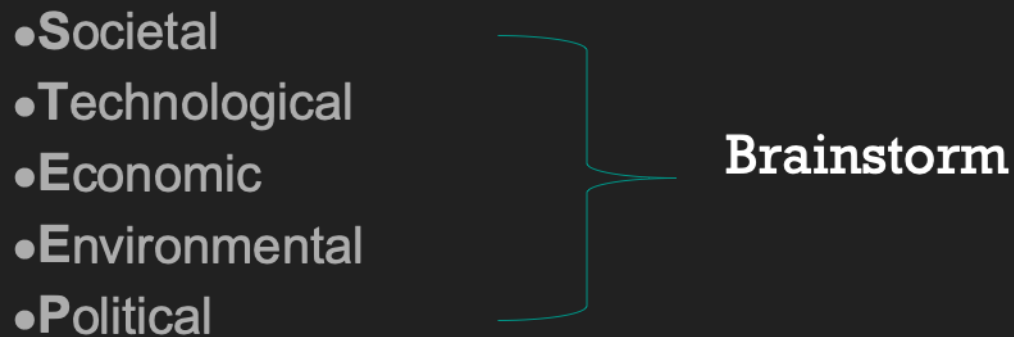 ●Societal
●Technological
●Economic
●Environmental
●Political
Brainstorm